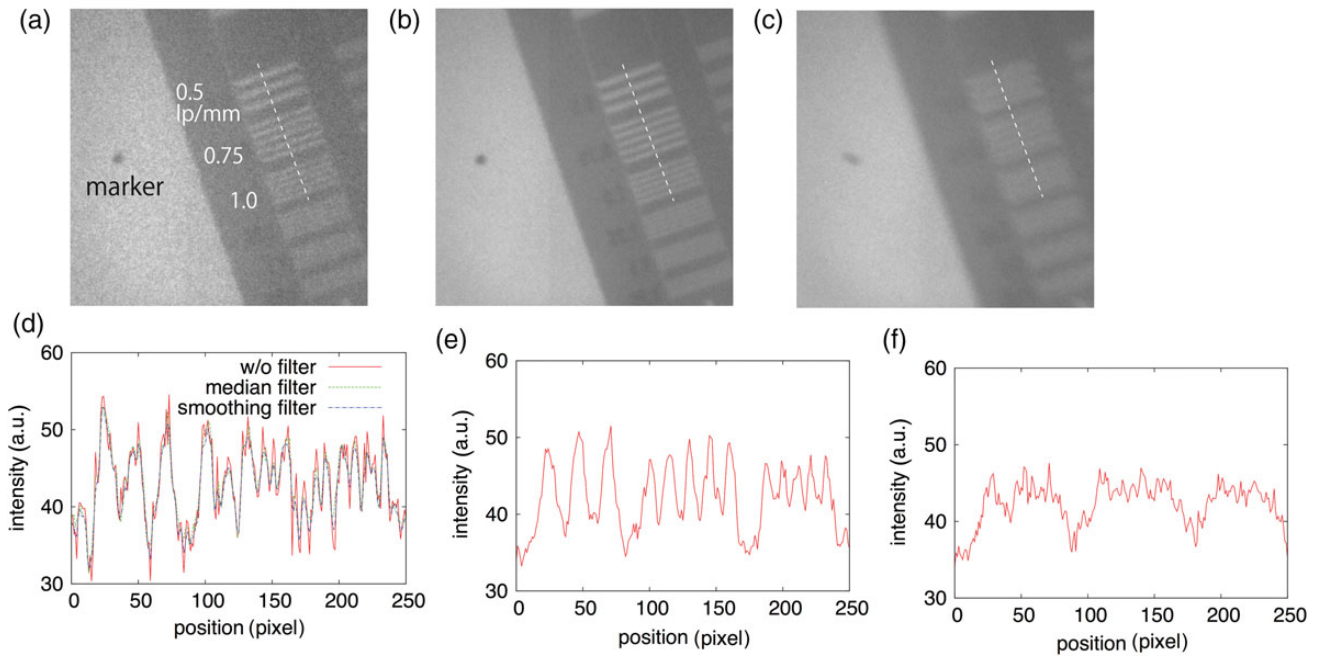 (a)
(b)
(c)
0.5
lp/mm
0.75
marker
1.0
(d)
60
50
40
30
intensity (a.u.)
w/o filter
median filter
smoothing filter
0 50 100 150 200 250
position (pixel)
(e)
60
50
40
30
intensity (a.u.)
0 50 100 150 200 250
position (pixel)
(f)
60
50
40
30
intensity (a.u.)
0 50 100 150 200 250
position (pixel)